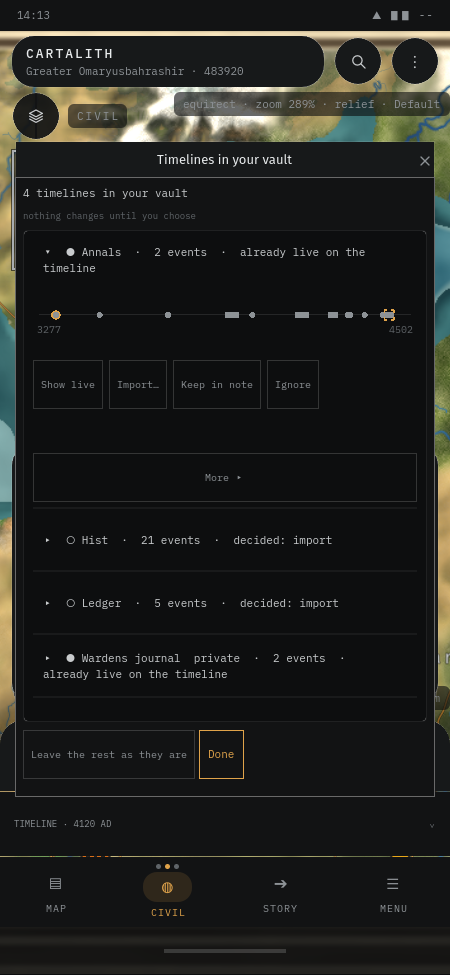 14:13
CARTALITH
Greater Omaryusbahrashir · 483920
equirect · zoom 289% · relief · Default
CIVIL
Timelines in your vault
4 timelines in your vault
nothing changes until you choose
Annals · 2 events · already live on the
timeline
3277 4502
Show live Import… Keep in note Ignore
More ▸
Hist · 21 events · decided: import
Ledger · 5 events · decided: import
Wardens journal private · 2 events ·
already live on the timeline
Leave the rest as they are Done
TIMELINE · 4120 AD
MAP CIVIL STORY MENU